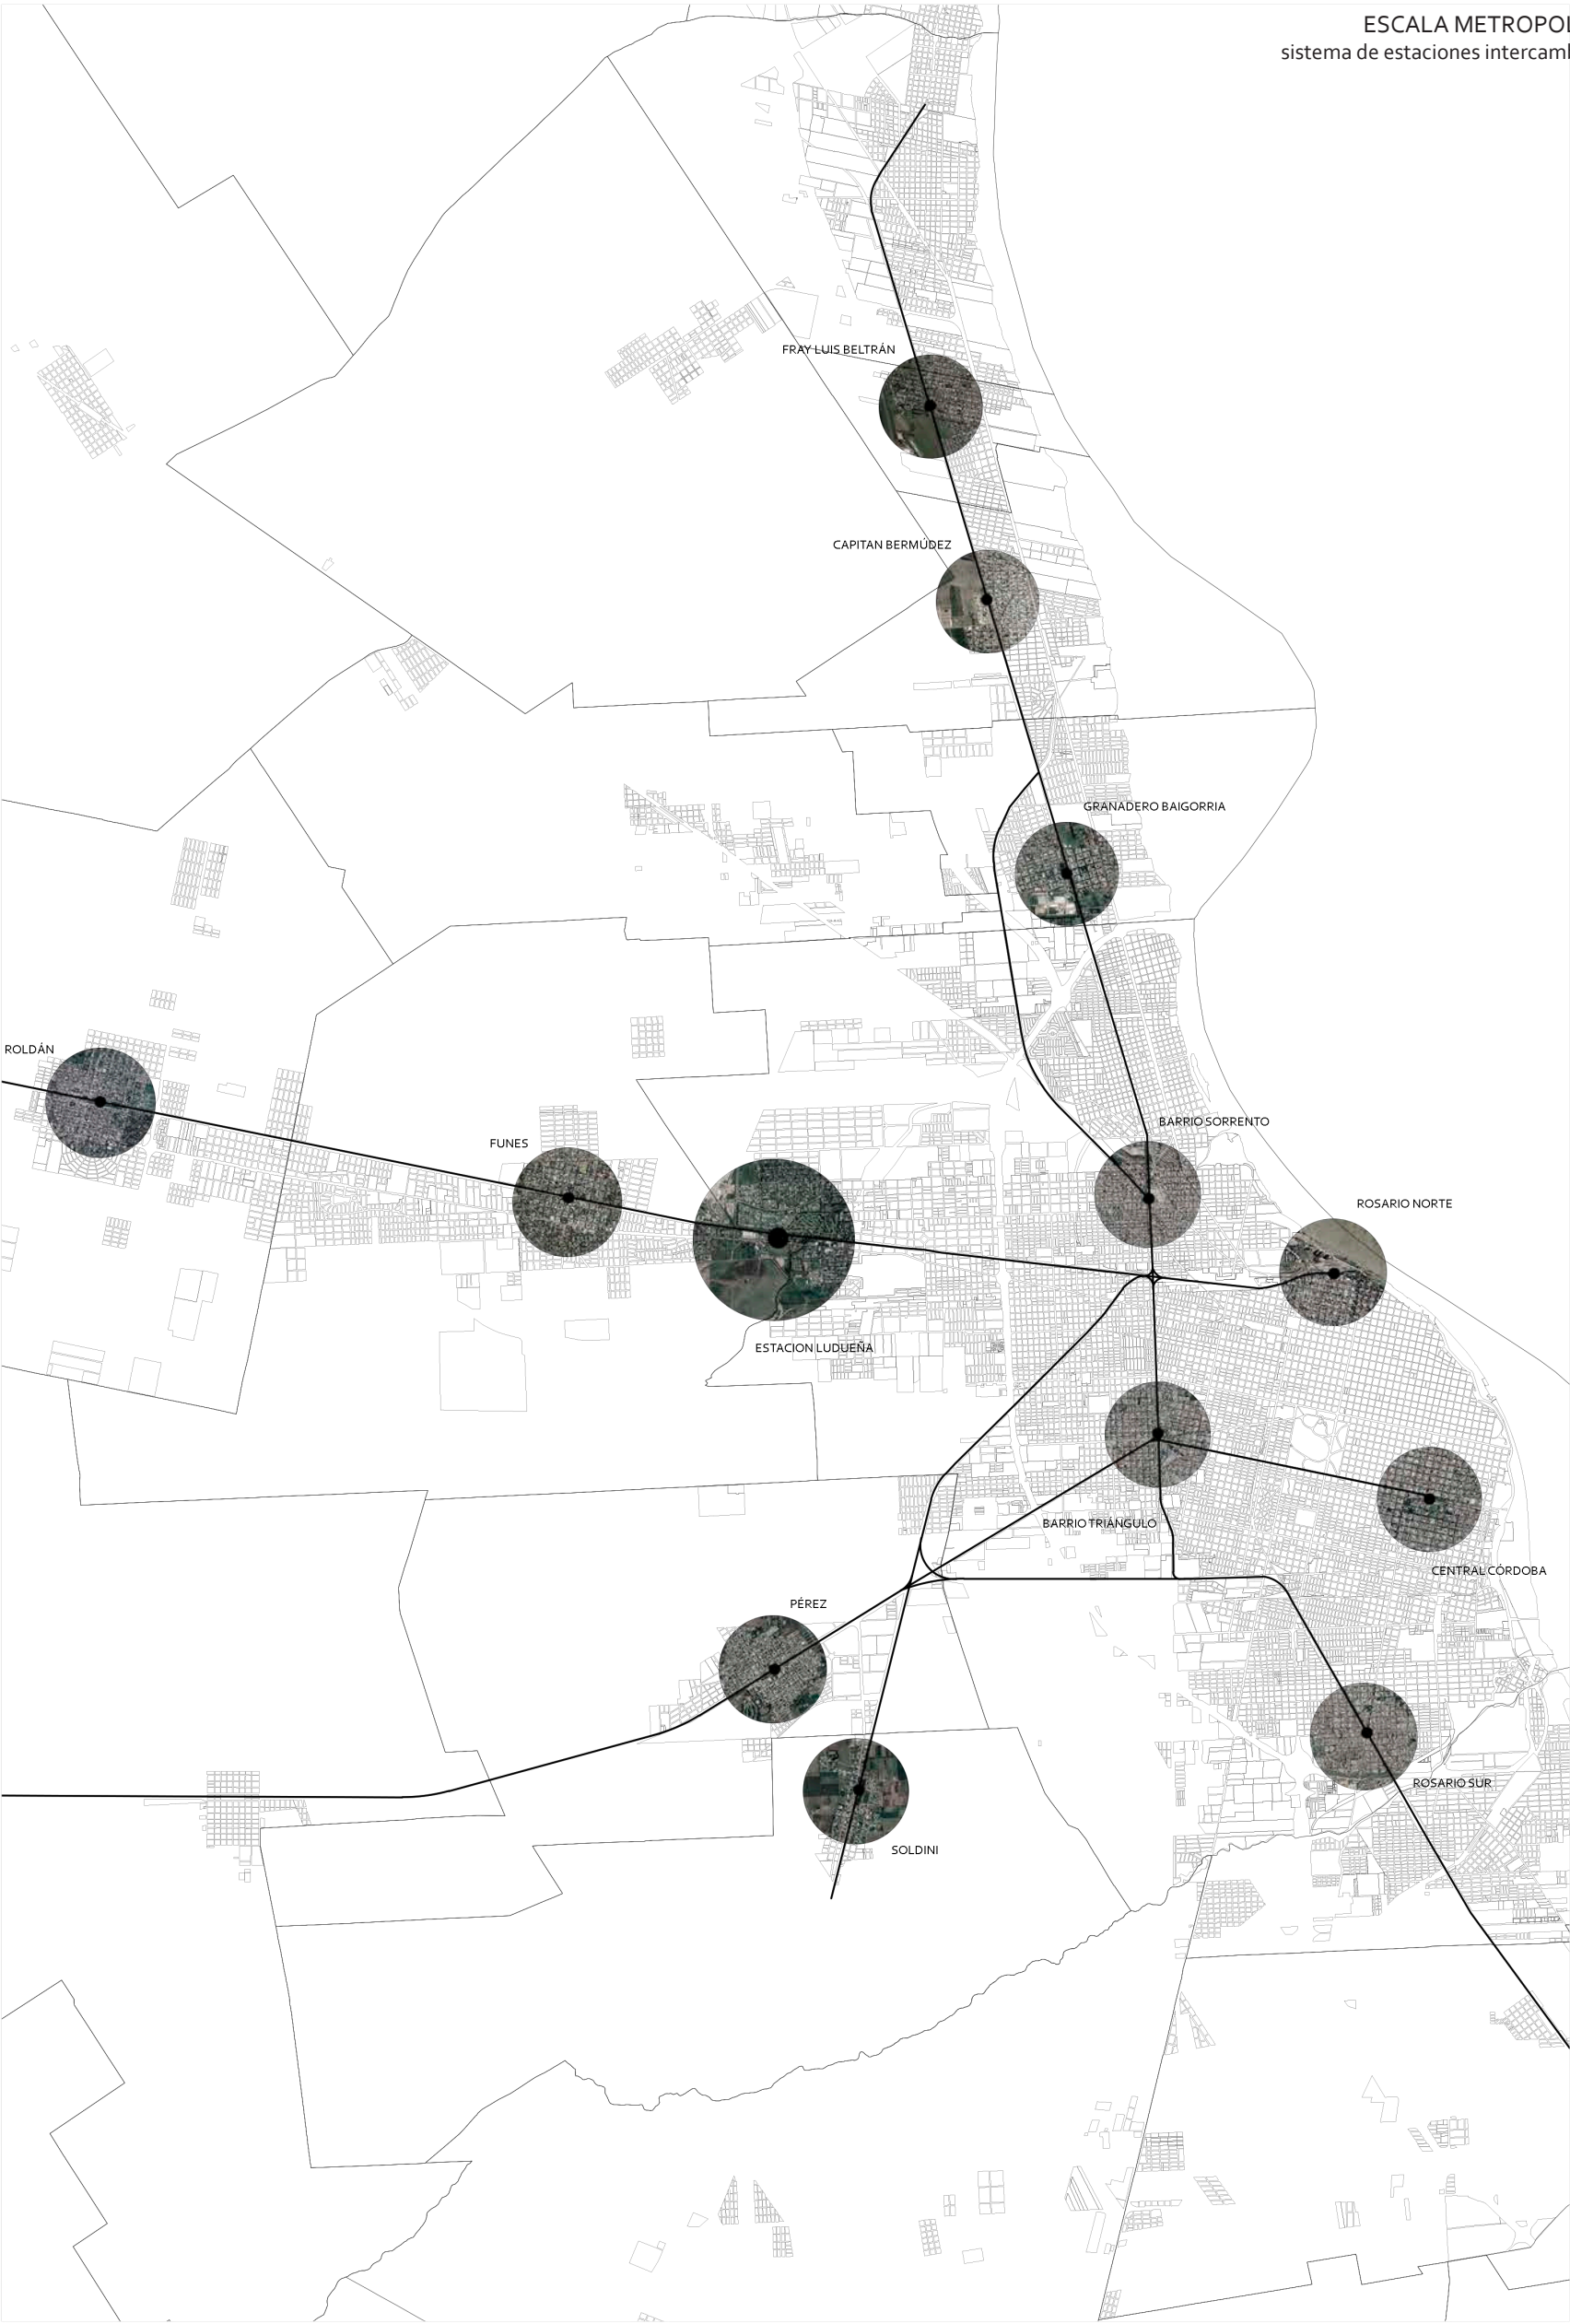 ESCALA METROPOL
sistema de estaciones intercaml
FRAY LUIS BELTRÁN
CAPITAN BERMÚDEZ
GRANADERO BAIGORRIA
ROLDÁN
BARRIO SORRENTO
FUNES
ROSARIO NORTE
ESTACION LUDUEÑA
BARRIO TRIÁNGULO
CENTRAL CÓRDOBA
PÉREZ
ROSARIO SUR
SOLDINI